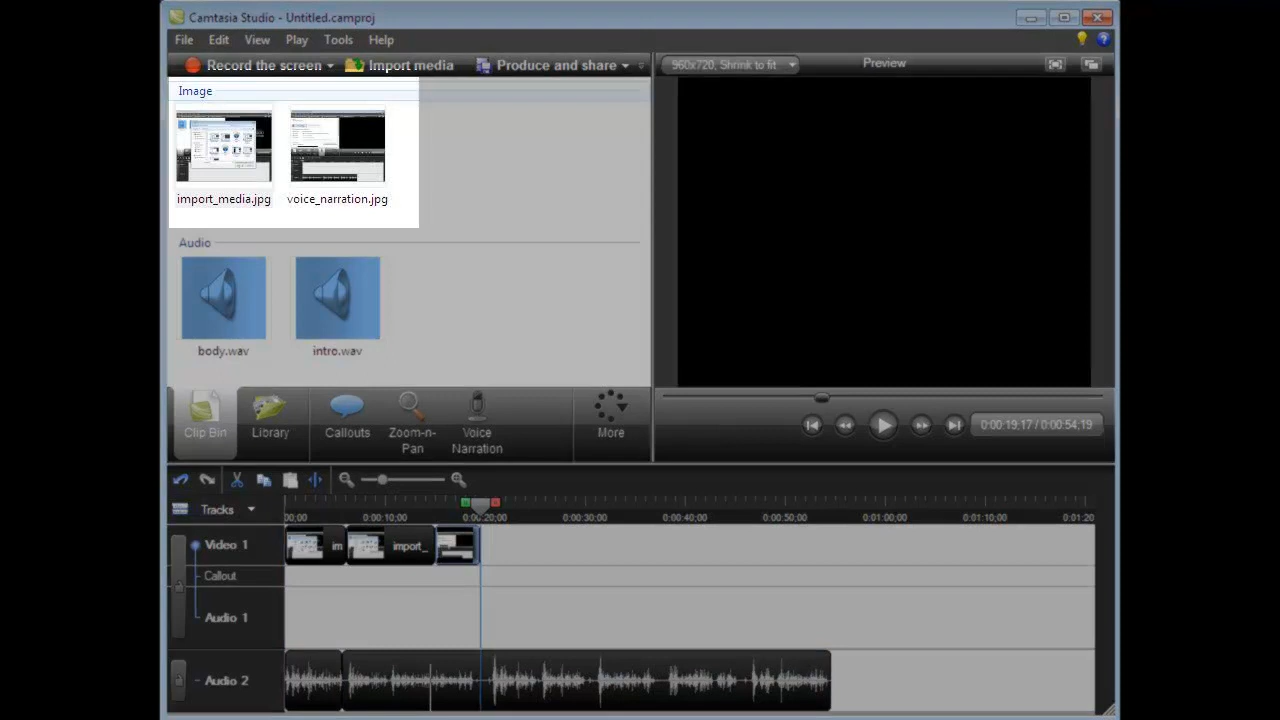 Camtasia Studio - Untitled.camproj
File Edit View Play Tools Help
Record the screen Import media Produce and share
960x720, Shrink to fit Preview
Image
import_media.jpg voice_narration.jpg
Audio
body.wav intro.wav
Clip Bin Library Callouts Zoom-n-Pan Voice Narration More
0:00:19;17 / 0:00:54;19
Tracks
00;00 0:00:10;00 0:00:20;00 0:00:30;00 0:00:40;00 0:00:50;00 0:01:00;00 0:01:10;00 0:01:20
Video 1 im import_
Callout
Audio 1
Audio 2